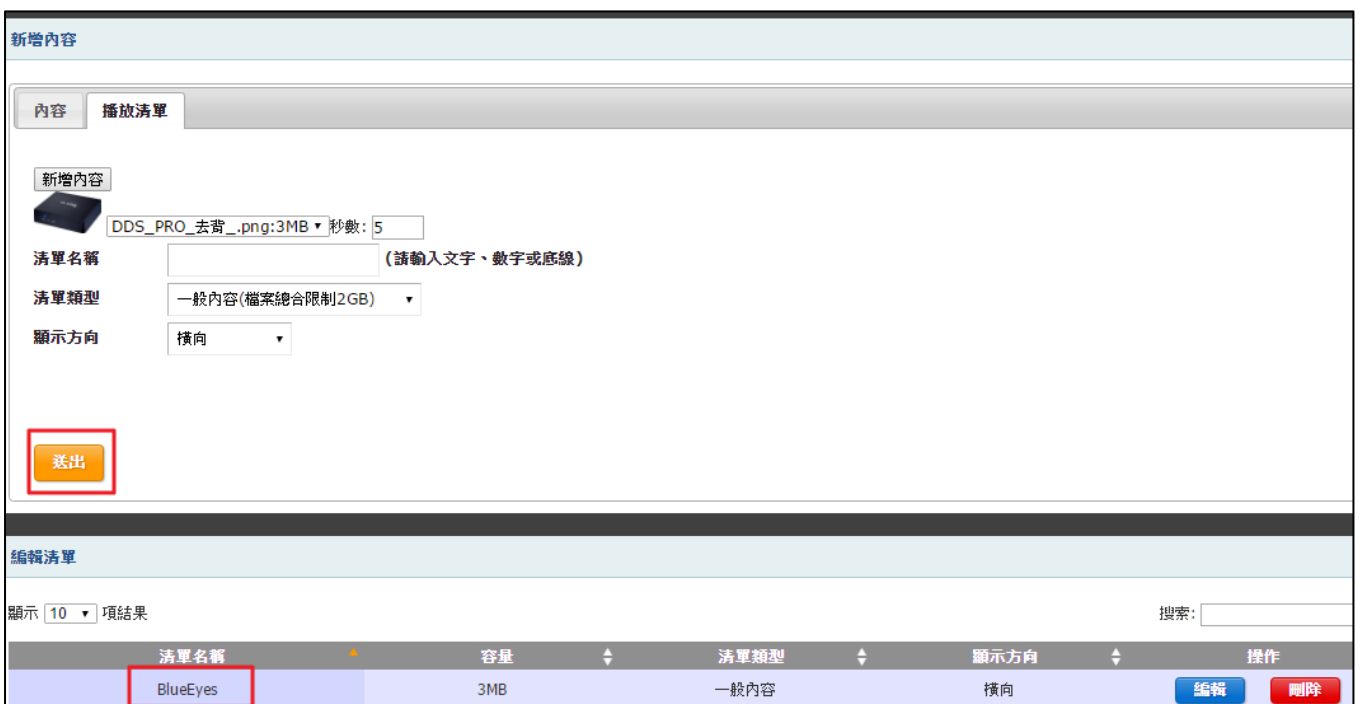 新增內容
內容 播放清單
新增內容
DDS_PRO_去背_.png:3MB 秒數: 5
清單名稱 (請輸入文字、數字或底線)
清單類型 一般內容(檔案總合限制2GB)
顯示方向 橫向
送出
編輯清單
顯示 10 項結果 搜索:
清單名稱 容量 清單類型 顯示方向 操作
BlueEyes 3MB 一般內容 橫向 編輯 刪除